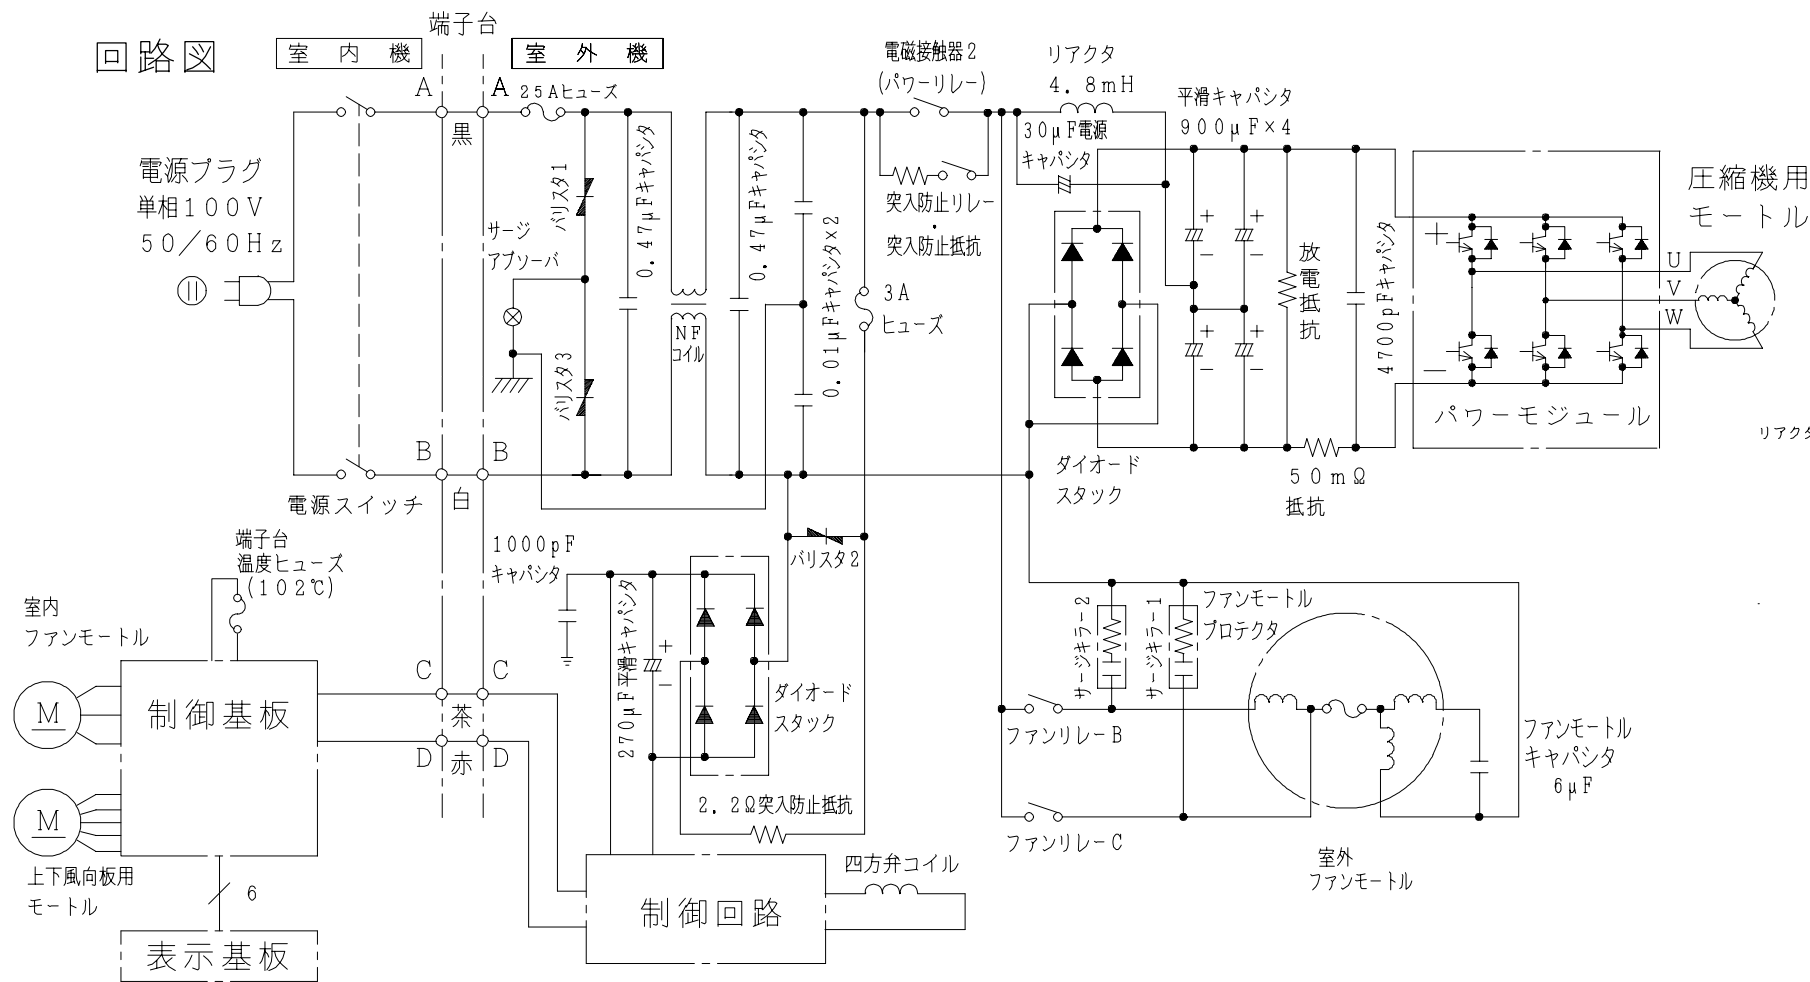 回路図
室内機
端子台
室外機
A
A
黒
25Aヒューズ
電源プラグ
単相100V
50/60Hz
バリスタ1
サージ
アブソーバ
バリスタ3
0.47μFキャパシタ
NF
コイル
0.47μFキャパシタ
0.01μFキャパシタ×2
3A
ヒューズ
電磁接触器2
(パワーリレー)
突入防止リレー
・
突入防止抵抗
リアクタ
4.8mH
30μF電源
キャパシタ
平滑キャパシタ
900μF×4
+
+
−
−
+
+
−
−
放電抵抗
4700pFキャパシタ
50mΩ
抵抗
ダイオード
スタック
+
−
パワーモジュール
圧縮機用
モートル
U
V
W
リアクタ
B
B
白
電源スイッチ
端子台
温度ヒューズ
(102℃)
室内
ファンモートル
M
制御基板
C
C
茶
D
D
赤
M
上下風向板用
モートル
6
表示基板
1000pF
キャパシタ
270μF平滑キャパシタ
+
−
バリスタ2
ダイオード
スタック
2.2Ω突入防止抵抗
制御回路
四方弁コイル
サージキラー2
サージキラー1
ファンモートル
プロテクタ
ファンリレーB
ファンリレーC
ファンモートル
キャパシタ
6μF
室外
ファンモートル